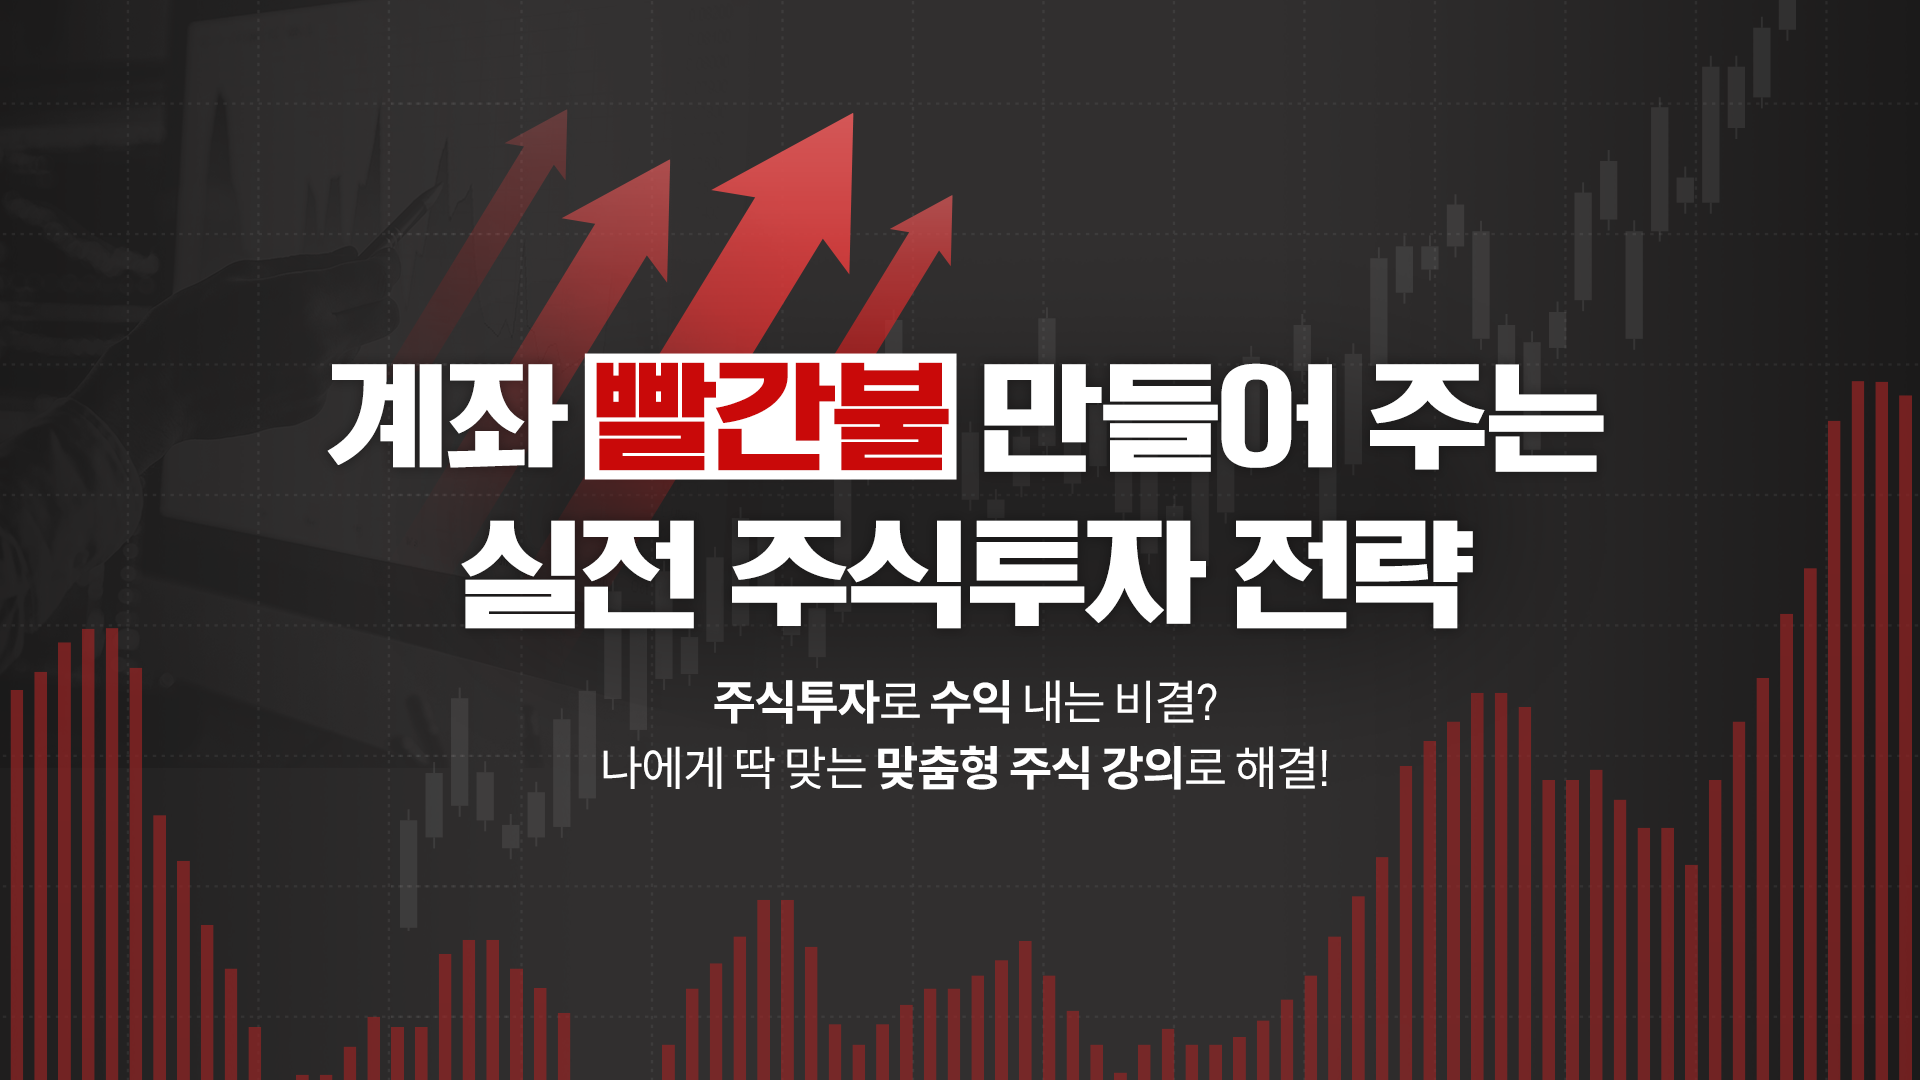 계좌 빨간불 만들어 주는
실전 주식투자 전략
주식투자로 수익 내는 비결?
나에게 딱 맞는 맞춤형 주식 강의로 해결!